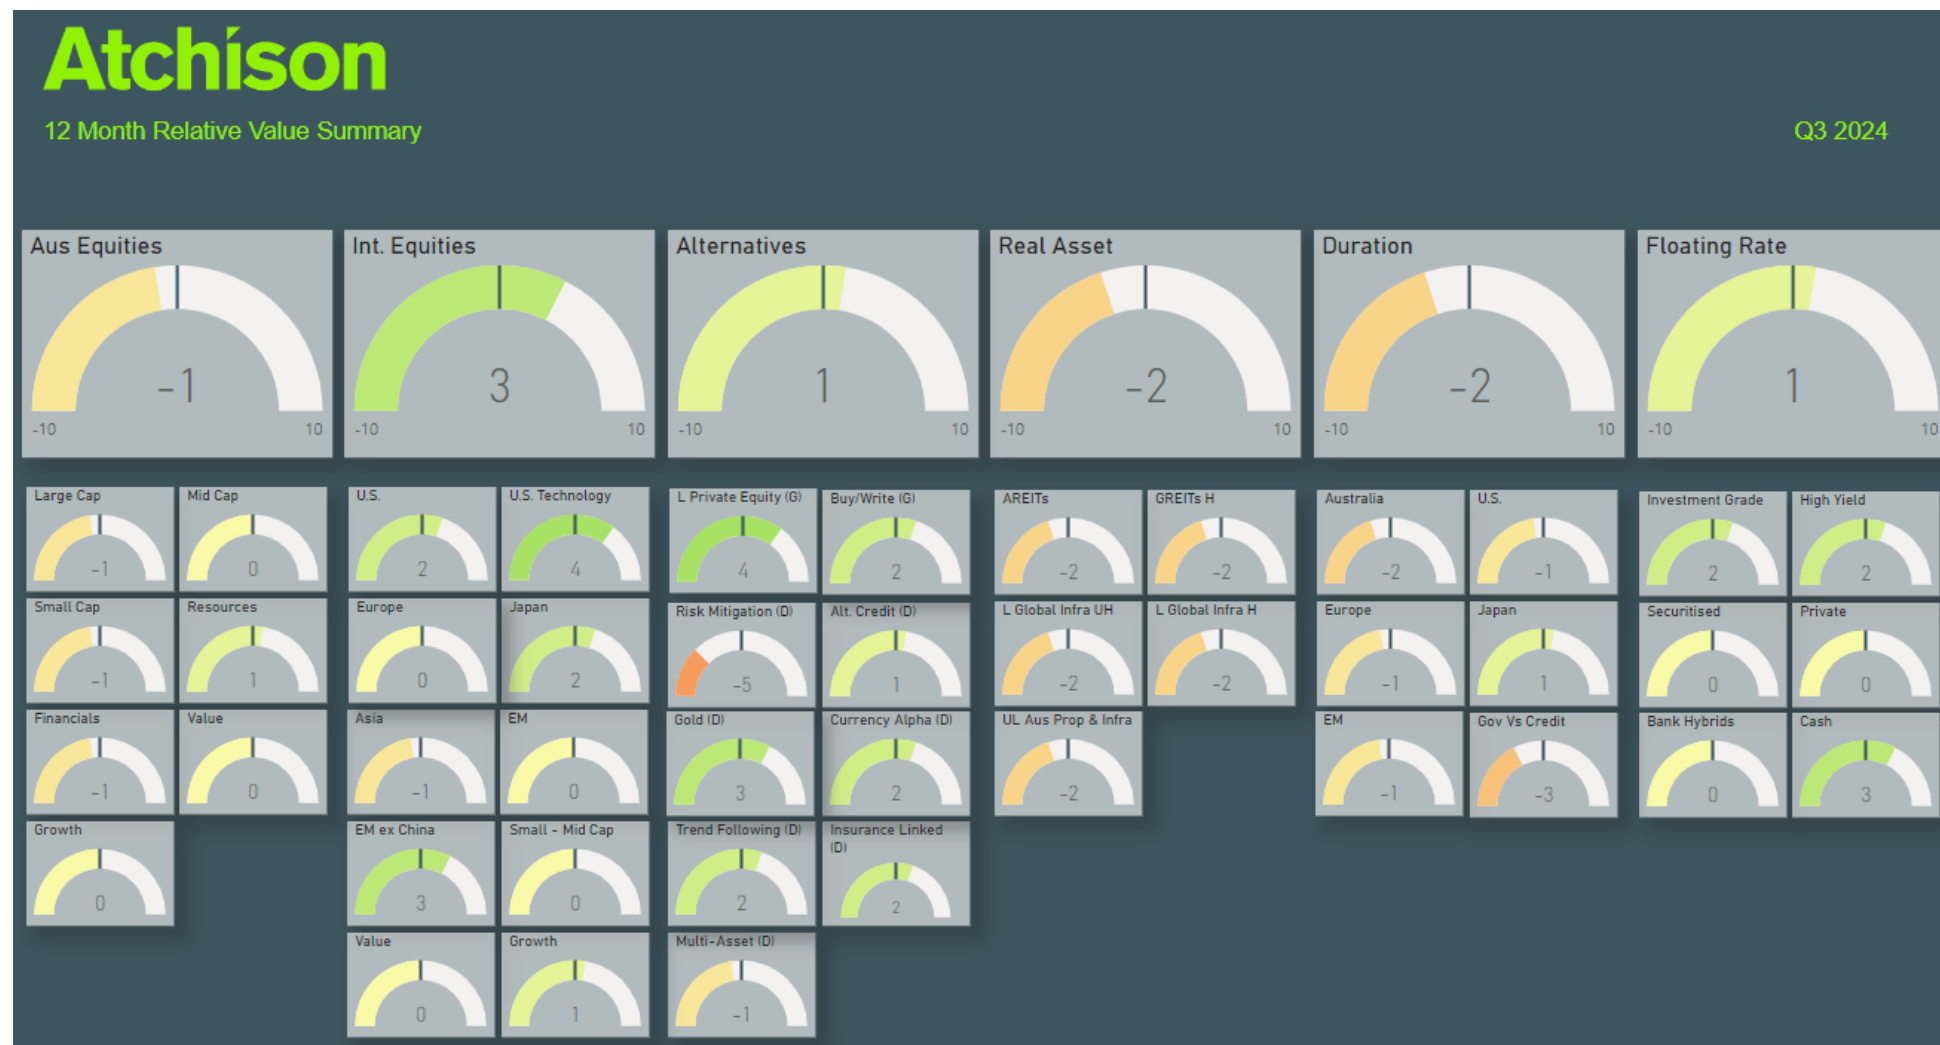 Atchison
12 Month Relative Value Summary
Q3 2024
Aus Equities
-1
-10
10
Int. Equities
3
-10
10
Alternatives
1
-10
10
Real Asset
-2
-10
10
Duration
-2
-10
10
Floating Rate
1
-10
10
Large Cap
-1
Mid Cap
0
Small Cap
-1
Resources
1
Financials
-1
Value
0
Growth
0
U.S.
2
U.S. Technology
4
Europe
0
Japan
2
Asia
-1
EM
0
EM ex China
3
Small - Mid Cap
0
Value
0
Growth
1
L Private Equity (G)
4
Buy/Write (G)
2
Risk Mitigation (D)
-5
Alt. Credit (D)
1
Gold (D)
3
Currency Alpha (D)
2
Trend Following (D)
2
Insurance Linked
(D)
2
Multi-Asset (D)
-1
AREITs
-2
GREITs H
-2
L Global Infra UH
-2
L Global Infra H
-2
UL Aus Prop & Infra
-2
Australia
-2
U.S.
-1
Europe
-1
Japan
1
EM
-1
Gov Vs Credit
-3
Investment Grade
2
High Yield
2
Securitised
0
Private
0
Bank Hybrids
0
Cash
3